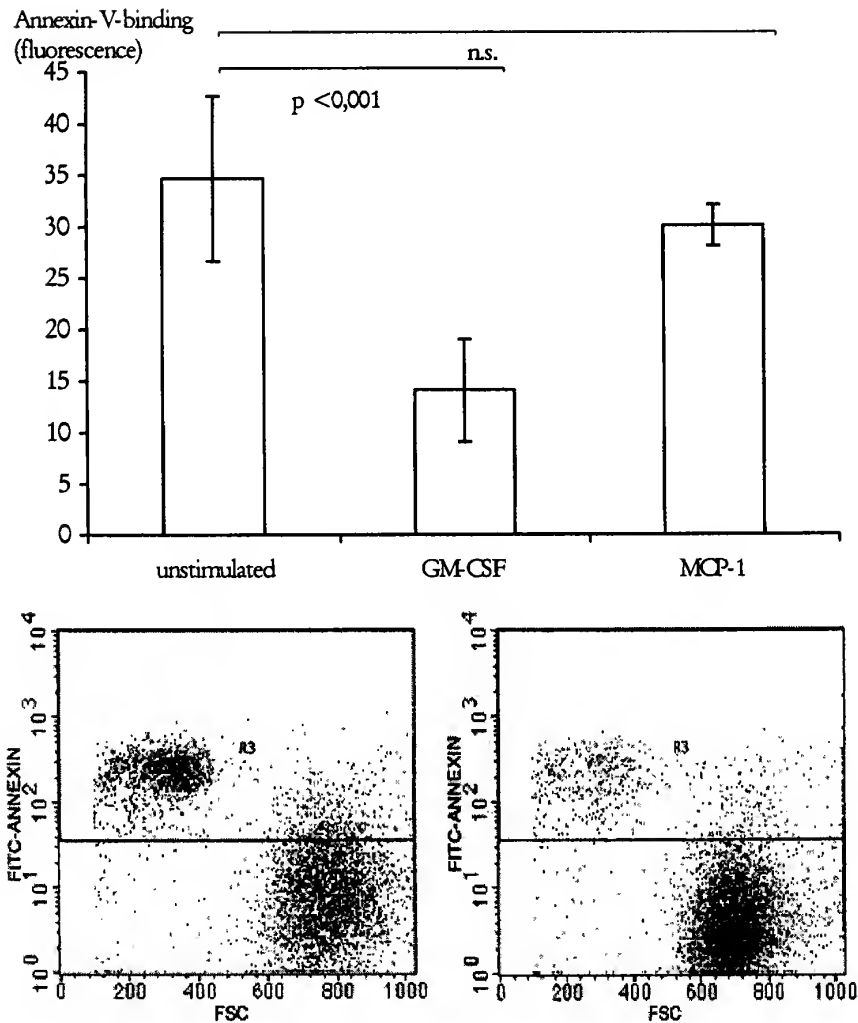 Annexin-V-binding
(fluorescence)
n.s.
p <0,001
45
40
35
30
25
20
15
10
5
0
unstimulated GM-CSF MCP-1
10^4
10^3
10^2
10^1
10^0
FITC-ANNEXIN
R3
0 200 400 600 800 1000
FSC
10^4
10^3
10^2
10^1
10^0
FITC-ANNEXIN
R3
0 200 400 600 800 1000
FSC